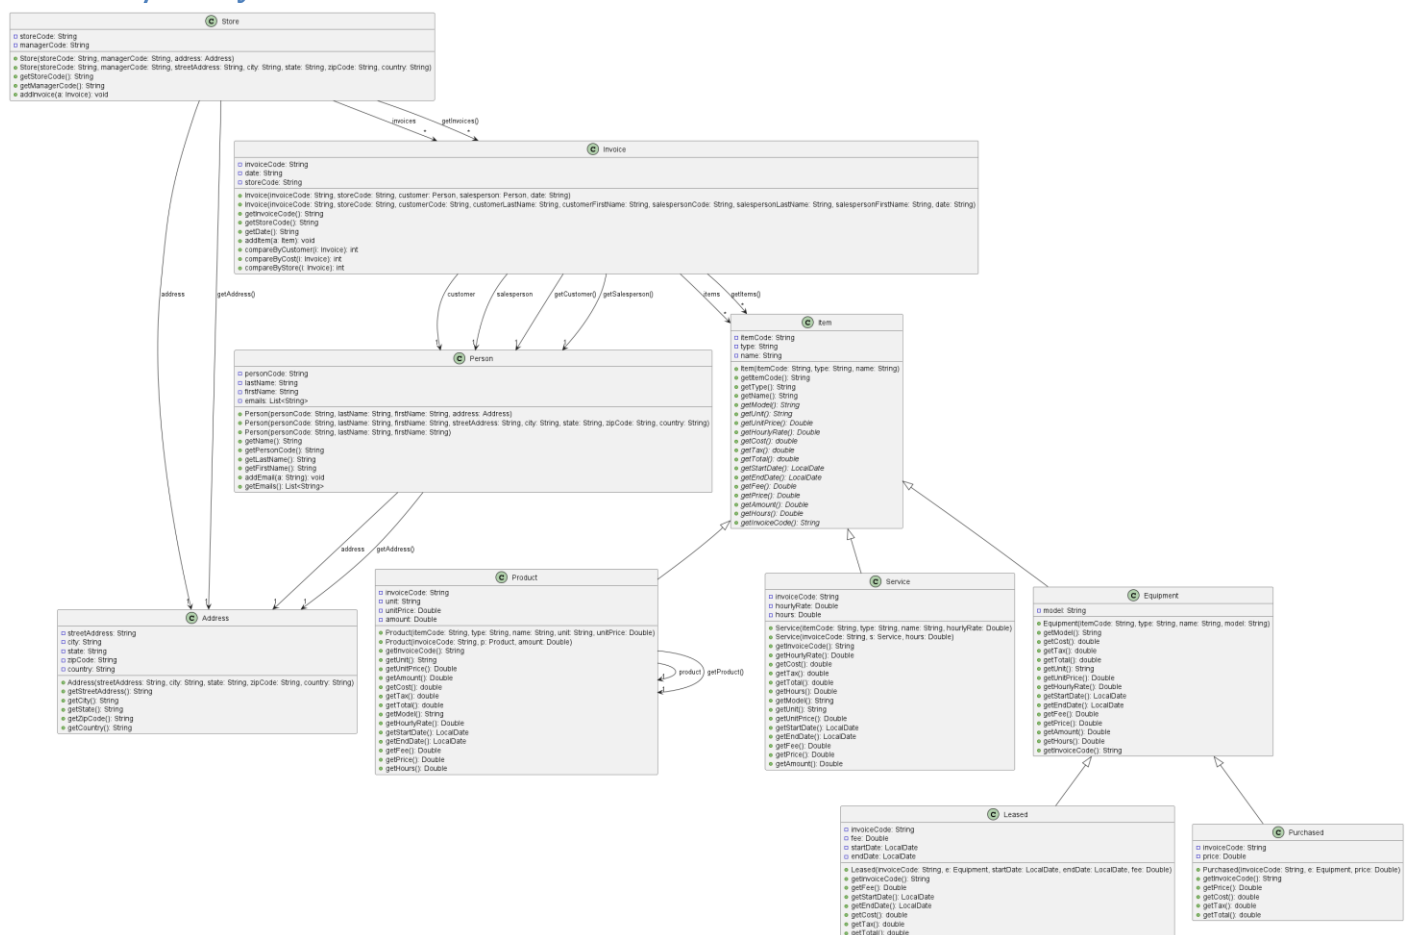 Store
storeCode: String
managerCode: String
Store(storeCode: String, managerCode: String, address: Address)
Store(storeCode: String, managerCode: String, streetAddress: String, city: String, state: String, zipCode: String, country: String)
getStoreCode(): String
getManagerCode(): String
addInvoice(a: Invoice): void
invoices
getInvoices()
*
*
Invoice
invoiceCode: String
date: String
storeCode: String
Invoice(invoiceCode: String, storeCode: String, customer: Person, salesperson: Person, date: String)
Invoice(invoiceCode: String, storeCode: String, customerCode: String, customerLastName: String, customerFirstName: String, salespersonCode: String, salespersonLastName: String, salespersonFirstName: String, date: String)
getInvoiceCode(): String
getStoreCode(): String
getDate(): String
addItem(a: Item): void
compareByCustomer(i: Invoice): int
compareByCost(i: Invoice): int
compareByStore(i: Invoice): int
address
getAddress()
customer
salesperson
getCustomer()
getSalesperson()
items
getItems()
*
*
1
1
1
1
Person
personCode: String
lastName: String
firstName: String
emails: List<String>
Person(personCode: String, lastName: String, firstName: String, address: Address)
Person(personCode: String, lastName: String, firstName: String, streetAddress: String, city: String, state: String, zipCode: String, country: String)
Person(personCode: String, lastName: String, firstName: String)
getName(): String
getPersonCode(): String
getLastName(): String
getFirstName(): String
addEmail(a: String): void
getEmails(): List<String>
Item
itemCode: String
type: String
name: String
Item(itemCode: String, type: String, name: String)
getItemCode(): String
getType(): String
getName(): String
getModel(): String
getUnit(): String
getUnitPrice(): Double
getHourlyRate(): Double
getCost(): double
getTax(): double
getTotal(): double
getStartDate(): LocalDate
getEndDate(): LocalDate
getFee(): Double
getPrice(): Double
getAmount(): Double
getHours(): Double
getInvoiceCode(): String
address
getAddress()
1
1
1
1
Address
streetAddress: String
city: String
state: String
zipCode: String
country: String
Address(streetAddress: String, city: String, state: String, zipCode: String, country: String)
getStreetAddress(): String
getCity(): String
getState(): String
getZipCode(): String
getCountry(): String
Product
invoiceCode: String
unit: String
unitPrice: Double
amount: Double
Product(itemCode: String, type: String, name: String, unit: String, unitPrice: Double)
Product(invoiceCode: String, p: Product, amount: Double)
getInvoiceCode(): String
getUnit(): String
getUnitPrice(): Double
getAmount(): Double
getCost(): double
getTax(): double
getTotal(): double
getModel(): String
getHourlyRate(): Double
getStartDate(): LocalDate
getEndDate(): LocalDate
getFee(): Double
getPrice(): Double
getHours(): Double
product
getProduct()
1
1
Service
invoiceCode: String
hourlyRate: Double
hours: Double
Service(itemCode: String, type: String, name: String, hourlyRate: Double)
Service(invoiceCode: String, s: Service, hours: Double)
getInvoiceCode(): String
getHourlyRate(): Double
getCost(): double
getTax(): double
getTotal(): double
getHours(): Double
getModel(): String
getUnit(): String
getUnitPrice(): Double
getStartDate(): LocalDate
getEndDate(): LocalDate
getFee(): Double
getPrice(): Double
getAmount(): Double
Equipment
model: String
Equipment(itemCode: String, type: String, name: String, model: String)
getModel(): String
getCost(): double
getTax(): double
getTotal(): double
getUnit(): String
getUnitPrice(): Double
getHourlyRate(): Double
getStartDate(): LocalDate
getEndDate(): LocalDate
getFee(): Double
getPrice(): Double
getAmount(): Double
getHours(): Double
getInvoiceCode(): String
Leased
invoiceCode: String
fee: Double
startDate: LocalDate
endDate: LocalDate
Leased(invoiceCode: String, e: Equipment, startDate: LocalDate, endDate: LocalDate, fee: Double)
getInvoiceCode(): String
getFee(): Double
getStartDate(): LocalDate
getEndDate(): LocalDate
getCost(): double
getTax(): double
getTotal(): double
Purchased
invoiceCode: String
price: Double
Purchased(invoiceCode: String, e: Equipment, price: Double)
getInvoiceCode(): String
getPrice(): Double
getCost(): double
getTax(): double
getTotal(): double